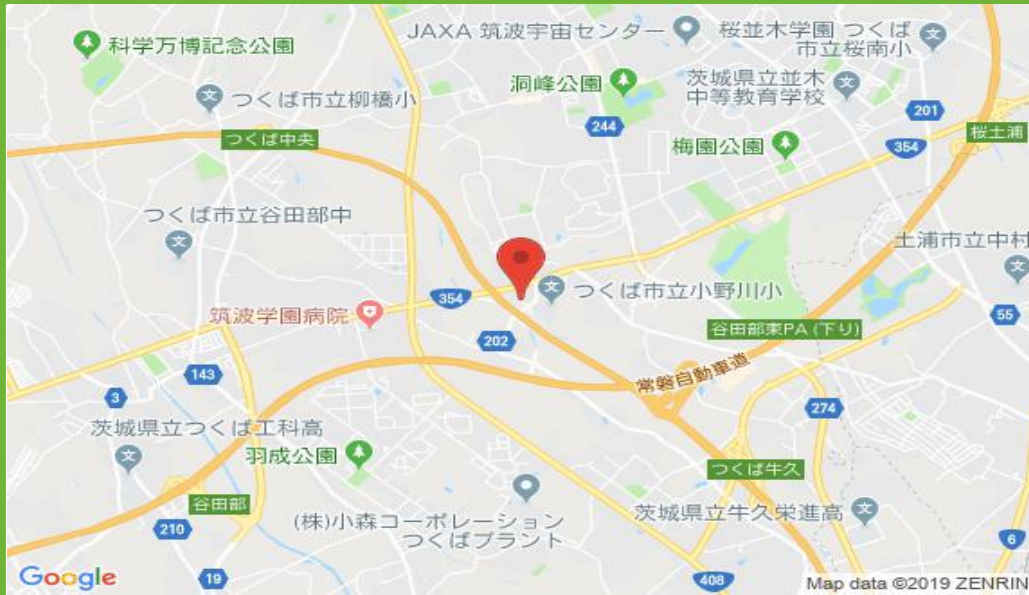 JAXA 筑波宇宙センター
桜並木学園 つくば
市立桜南小
科学万博記念公園
洞峰公園
茨城県立並木
中等教育学校
つくば市立柳橋小
201
244
つくば中央
桜土浦
梅園公園
354
つくば市立谷田部中
土浦市立中村
つくば市立小野川小
354
筑波学園病院
55
谷田部東PA (下り)
202
常磐自動車道
143
3
274
茨城県立つくば工科高
羽成公園
つくば牛久
谷田部
茨城県立牛久栄進高
(株)小森コーポレーション
つくばプラント
210
6
Google
19
408
Map data ©2019 ZENRIN